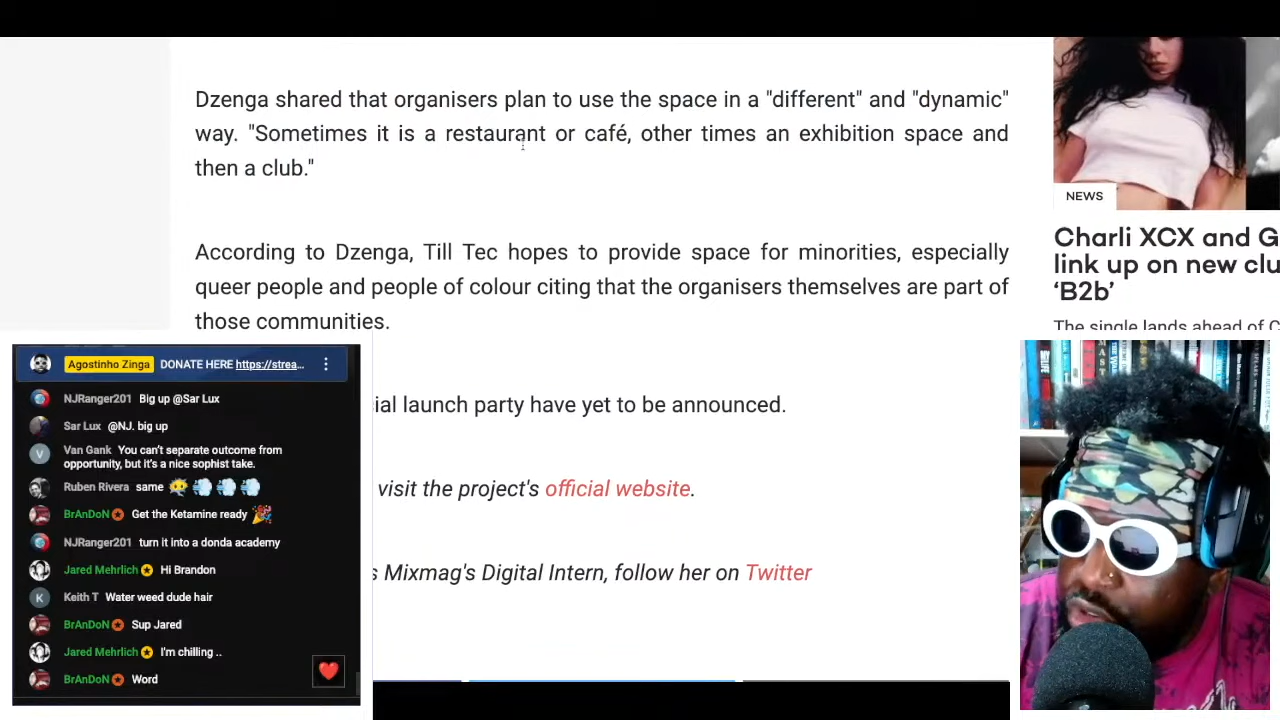 Dzenga shared that organisers plan to use the space in a "different" and "dynamic"
way. "Sometimes it is a restaurant or café, other times an exhibition space and
then a club."
According to Dzenga, Till Tec hopes to provide space for minorities, especially
queer people and people of colour citing that the organisers themselves are part of
those communities.
ial launch party have yet to be announced.
visit the project's official website.
s Mixmag's Digital Intern, follow her on Twitter
NEWS
Charli XCX and G
link up on new clu
'B2b'
The single lands ahead of C
Agostinho Zinga DONATE HERE https://strea...
NJRanger201 Big up @Sar Lux
Sar Lux @NJ. big up
Van Gank You can't separate outcome from
opportunity, but it's a nice sophist take.
Ruben Rivera same
BrAnDoN Get the Ketamine ready
NJRanger201 turn it into a donda academy
Jared Mehrlich Hi Brandon
Keith T Water weed dude hair
BrAnDoN Sup Jared
Jared Mehrlich I'm chilling ..
BrAnDoN Word